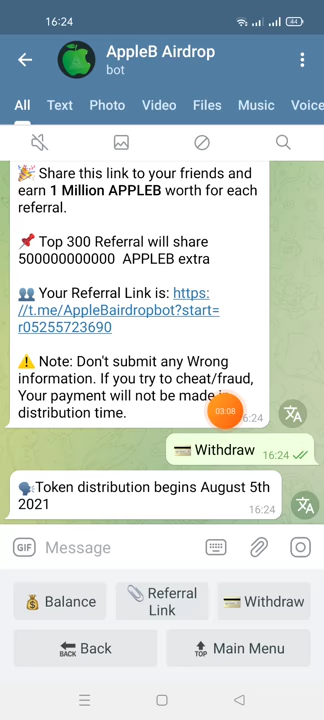 16:24
44
AppleB Airdrop
bot
All Text Photo Video Files Music Voice
🎉 Share this link to your friends and
earn 1 Million APPLEB worth for each
referral.
📌 Top 300 Referral will share
500000000000 APPLEB extra
👥 Your Referral Link is: https:
//t.me/AppleBairdropbot?start=
r05255723690
⚠️ Note: Don't submit any Wrong
information. If you try to cheat/fraud,
Your payment will not be made
distribution time.
03:08
6:24
💳 Withdraw 16:24
🗣Token distribution begins August 5th
2021
16:24
GIF Message
💰 Balance 📎 Referral Link 💳 Withdraw
🔙 Back 🔝 Main Menu